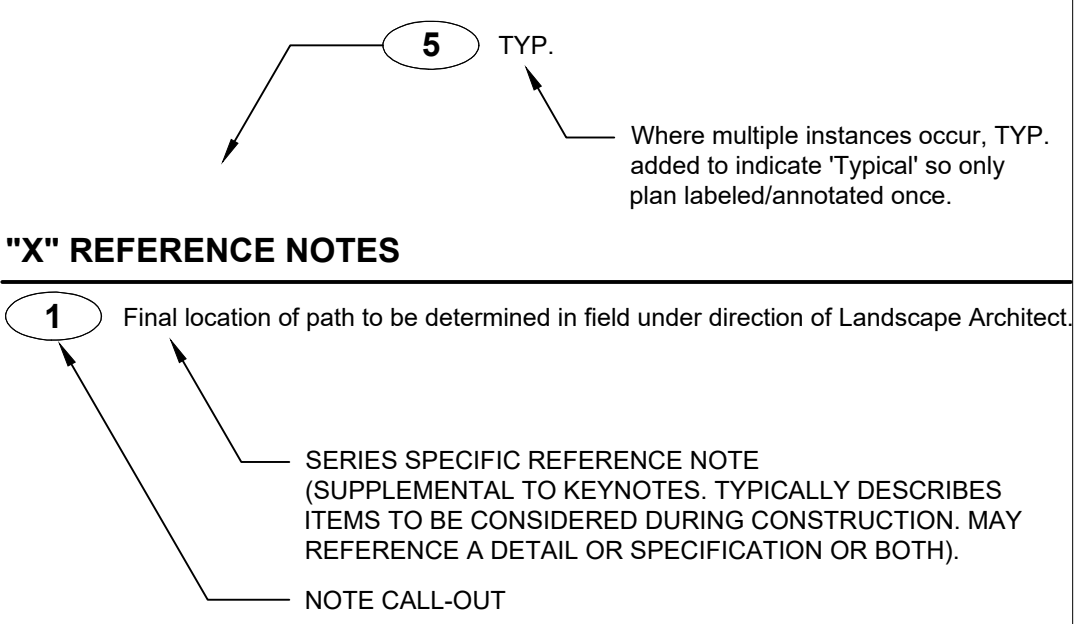 5 TYP.
Where multiple instances occur, TYP.
added to indicate 'Typical' so only
plan labeled/annotated once.
"X" REFERENCE NOTES
1 Final location of path to be determined in field under direction of Landscape Architect.
SERIES SPECIFIC REFERENCE NOTE
(SUPPLEMENTAL TO KEYNOTES. TYPICALLY DESCRIBES
ITEMS TO BE CONSIDERED DURING CONSTRUCTION. MAY
REFERENCE A DETAIL OR SPECIFICATION OR BOTH).
NOTE CALL-OUT